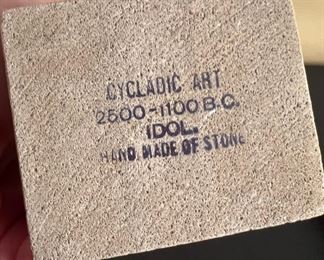 CYCLADIC ART
2500-1100 B.C.
IDOL.
HAND MADE OF STONE